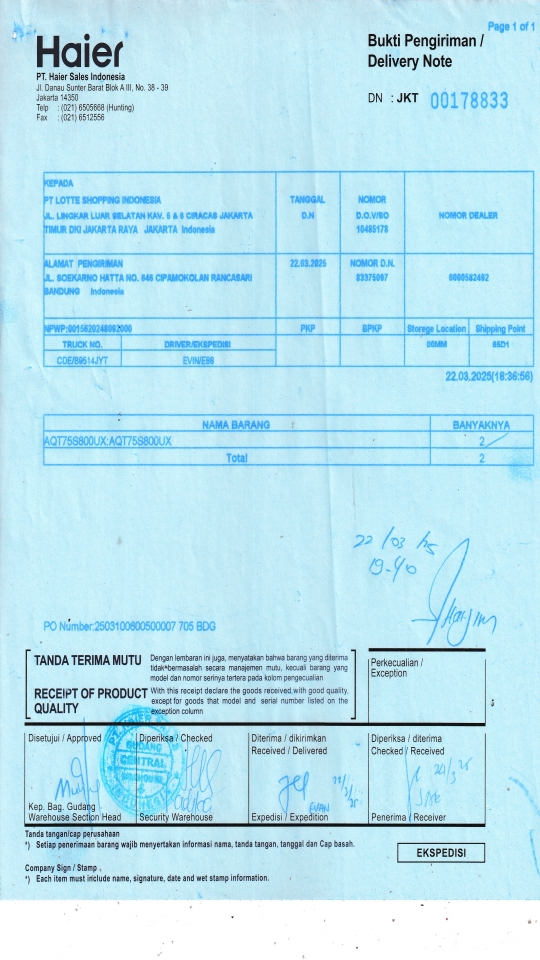 Page 1 of 1
Haier
Bukti Pengiriman /
Delivery Note
PT. Haier Sales Indonesia
Jl. Danau Sunter Barat Blok A III, No. 38 - 39
Jakarta 14350
Telp : (021) 6505668 (Hunting)
Fax : (021) 6512556
DN : JKT 00178833
KEPADA
PT LOTTE SHOPPING INDONESIA
JL. LINGKAR LUAR SELATAN KAV. 5 & 6 CIRACAS JAKARTA
TIMUR DKI JAKARTA RAYA JAKARTA Indonesia
TANGGAL
D.N
NOMOR
D.O.V/SO
10485178
NOMOR DEALER
ALAMAT PENGIRIMAN
JL. SOEKARNO HATTA NO. 646 CIPAMOKOLAN RANCASARI
BANDUNG Indonesia
22.03.2025
NOMOR D.N.
83375097
PKP
Storege Location
Shipping Point
TRUCK NO.
DRIVER/EKSPEDISI
65D1
22.03.2025(18:36:56)
NAMA BARANG BANYAKNYA
AQT75S800UX:AQT75S800UX 2
Total 2
22/03 25
19-40
PO Number:2503100600500007 705 BDG
TANDA TERIMA MUTU
Dengan lembaran ini juga, menyatakan bahwa barang yang diterima
tidak bermasalah secara manajemen mutu, kecuali barang yang
model dan nomor serinya tertera pada kolom pengecualian
RECEIPT OF PRODUCT
QUALITY
With this receipt declare the goods received with good quality,
except for goods that model and serial number listed on the
exception column
Perkecualian /
Exception
Disetujui / Approved
Diperiksa / Checked
Diterima / dikirimkan
Received / Delivered
Diperiksa / diterima
Checked / Received
GUDANG
CENTRAL
Kep. Bag. Gudang
Warehouse Section Head
Security Warehouse
Expedisi / Expedition
Penerima / Receiver
Tanda tangan/cap perusahaan
*) Setiap penerimaan barang wajib menyertakan informasi nama, tanda tangan, tanggal dan Cap basah.
EKSPEDISI
Company Sign / Stamp .
*) Each item must include name, signature, date and wet stamp information.